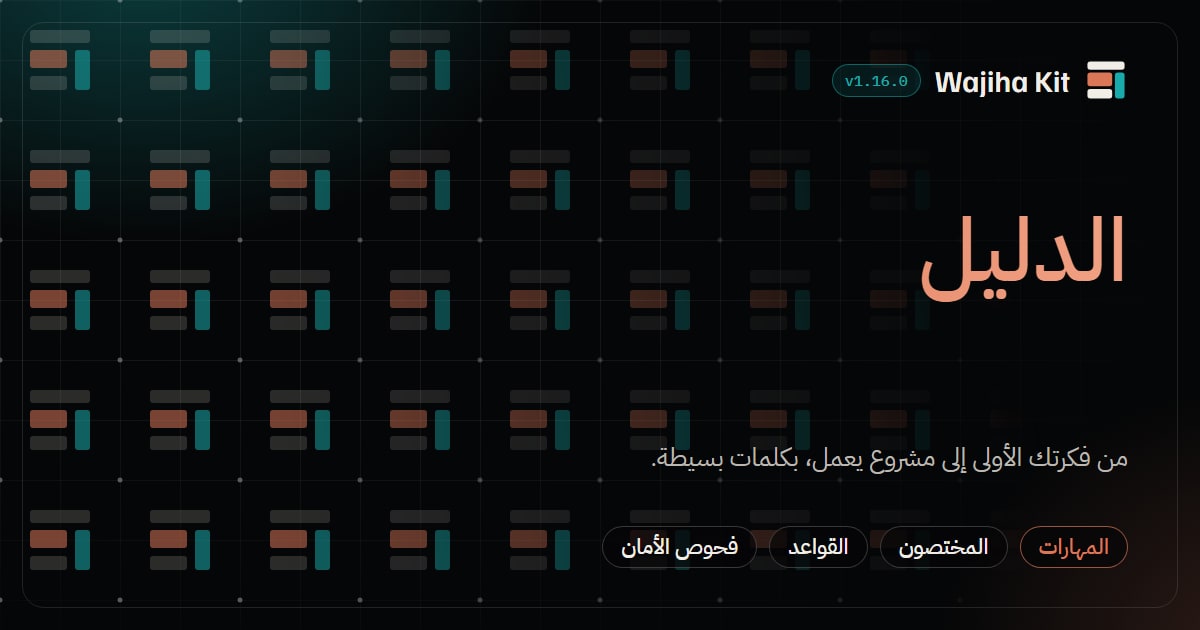 Wajiha Kit v1.16.0
الدليل
من فكرتك الأولى إلى مشروع يعمل، بكلمات بسيطة.
المهارات المختصون القواعد فحوص الأمان